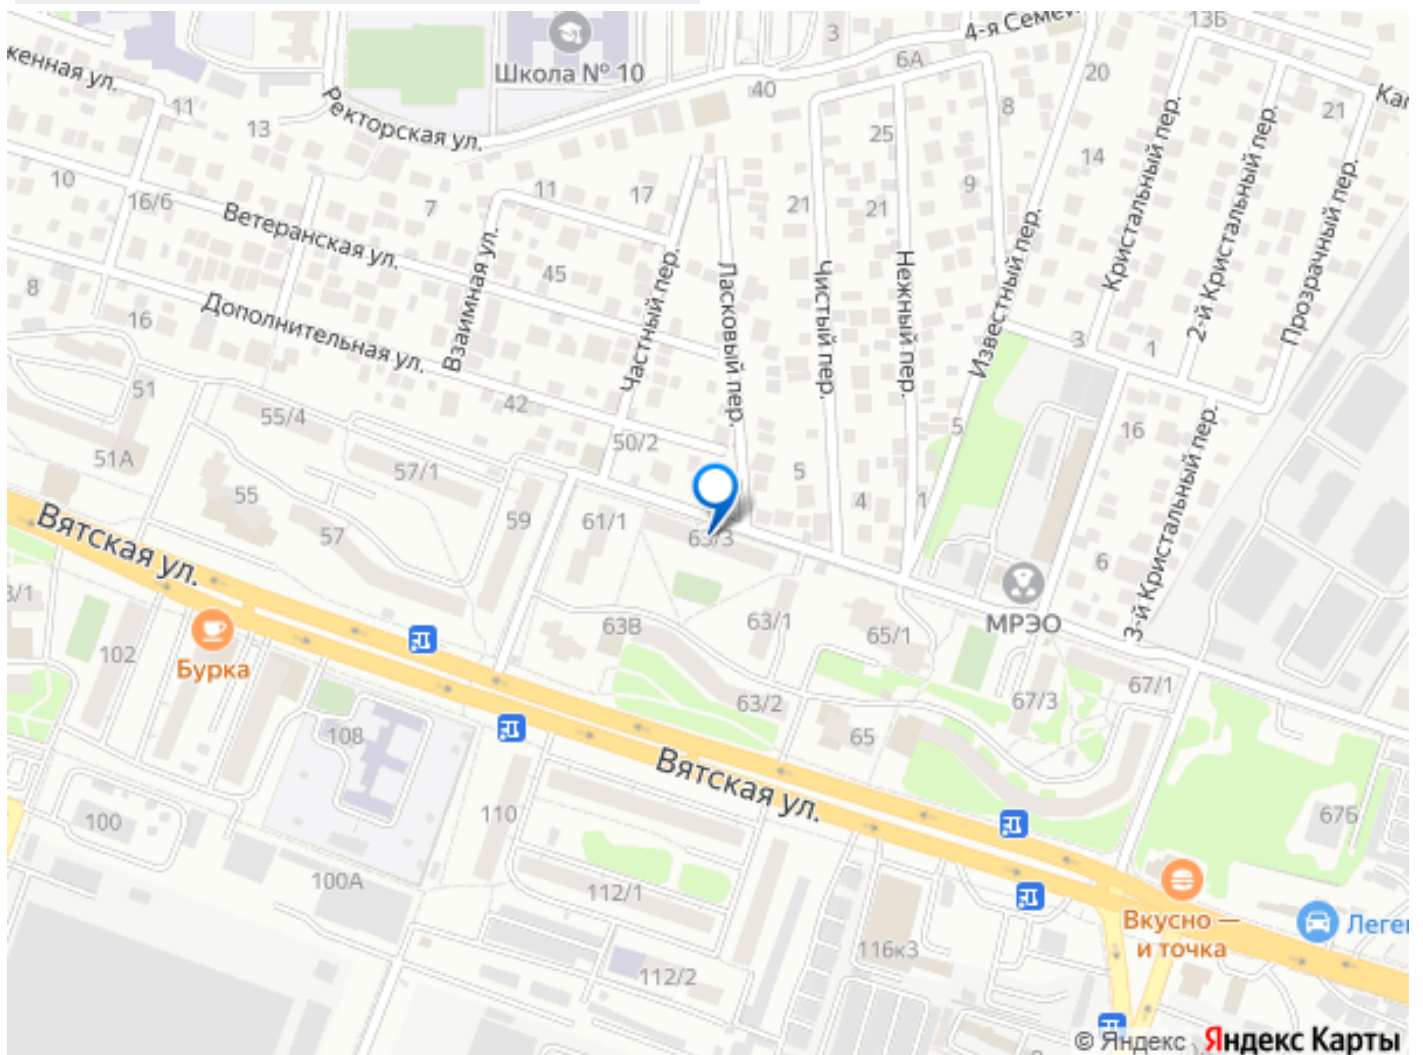 13Б
4-я Семей
3
6А
Школа № 10
20
40
женная ул.
Кап
11
Ректорская ул.
8
21
13
25
14
10
16/6
11
17
9
7
21
21
Ветеранская ул.
Кристальный пер.
2-й Кристальный пер.
Прозрачный пер.
45
8
Взаимная ул.
Частный пер.
Ласковый пер.
Чистый пер.
Нежный пер.
Известный пер.
16
Дополнительная ул.
3
1
51
55/4
42
5
16
50/2
51А
57/1
5
55
4
1
59
61/1
57
63/3
6
3-й Кристальный пер.
Вятская ул.
МРЭО
3/1
63В
63/1
65/1
102
Бурка
67/1
63/2
67/3
108
65
Вятская ул.
110
100
67Б
100А
112/1
Вкусно —
и точка
Леген
116к3
112/2
© Яндекс Яндекс Карты